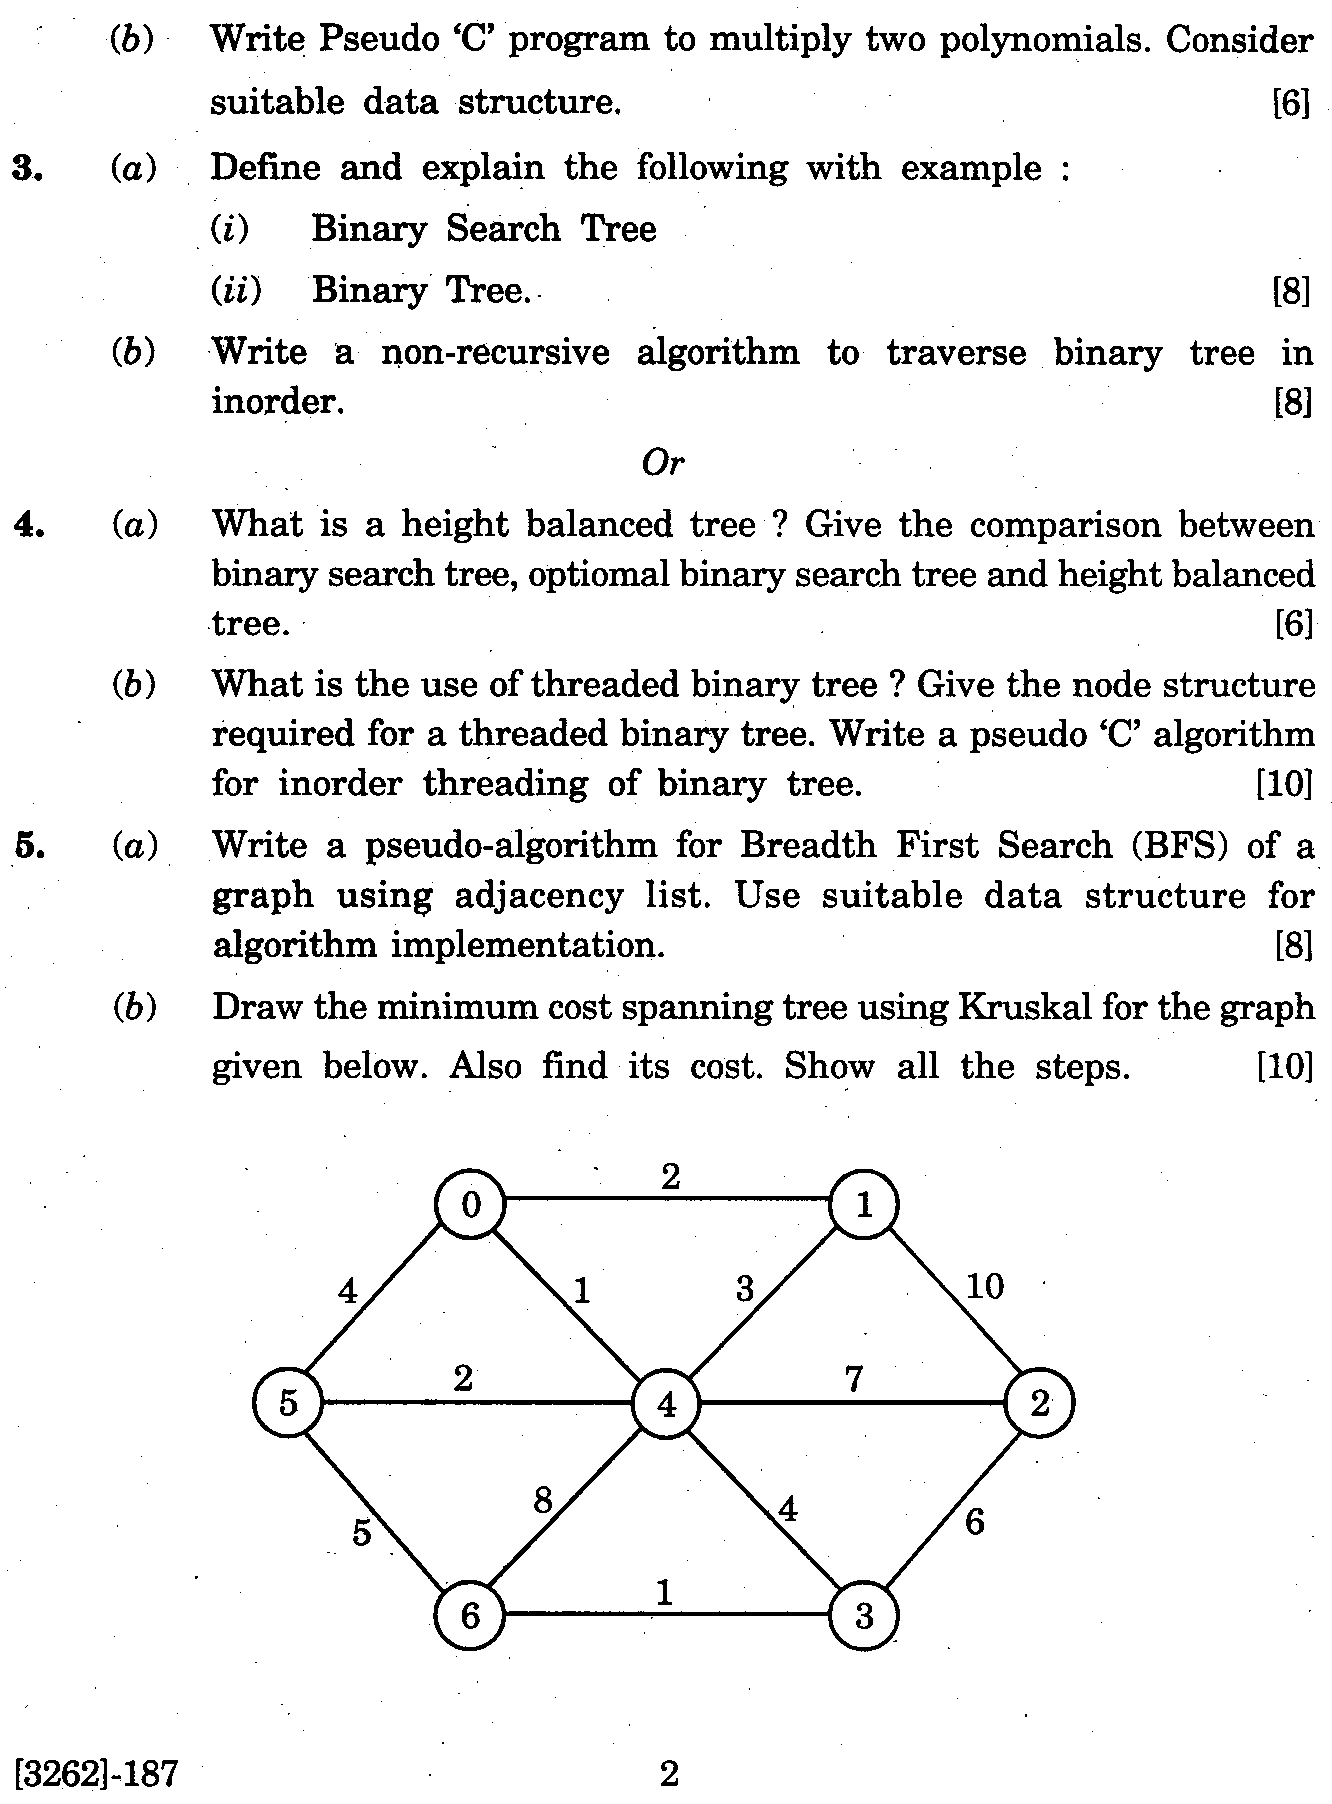 (b) Write Pseudo ‘C’ program to multiply two polynomials. Consider
suitable data structure. [6]
3. (a) Define and explain the following with example :
(i) Binary Search Tree
(ii) Binary Tree. [8]
(b) Write a non-recursive algorithm to traverse binary tree in
inorder. [8]
Or
4. (a) What is a height balanced tree ? Give the comparison between
binary search tree, optiomal binary search tree and height balanced
tree. [6]
(b) What is the use of threaded binary tree ? Give the node structure
required for a threaded binary tree. Write a pseudo ‘C’ algorithm
for inorder threading of binary tree. [10]
5. (a) Write a pseudo-algorithm for Breadth First Search (BFS) of a
graph using adjacency list. Use suitable data structure for
algorithm implementation. [8]
(b) Draw the minimum cost spanning tree using Kruskal for the graph
given below. Also find its cost. Show all the steps. [10]
2
0 1
4 1 3 10
2 7
5 4 2
8 4
5 6
1
6 3
[3262]-187 2